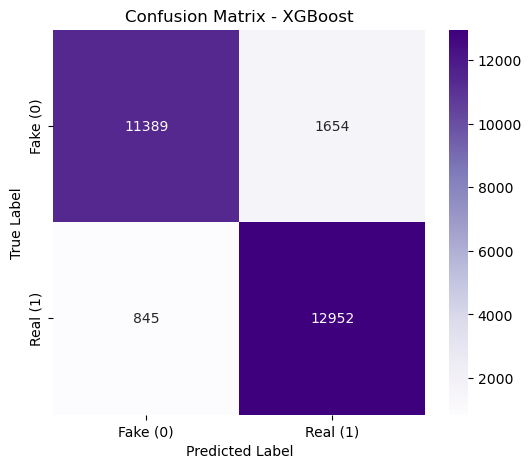 Confusion Matrix - XGBoost
True Label
Fake (0)
11389
1654
Real (1)
845
12952
Fake (0)
Real (1)
Predicted Label
12000
10000
8000
6000
4000
2000